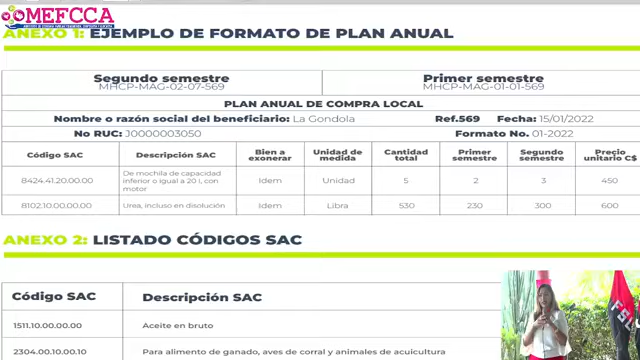 MEFCCA
ANEXO 1: EJEMPLO DE FORMATO DE PLAN ANUAL
Segundo semestre Primer semestre
MHCP-MAG-02-07-569 MHCP-MAG-01-01-569
PLAN ANUAL DE COMPRA LOCAL
Nombre o razón social del beneficiario: La Gondola Ref.569 Fecha: 15/01/2022
No RUC: J0000003050 Formato No. 01-2022
Código SAC Descripción SAC Bien a exonerar Unidad de medida Cantidad total Primer semestre Segundo semestre Precio unitario C$
8424.41.20.00.00 De mochila de capacidad inferior o igual a 20 l, con motor Idem Unidad 5 2 3 450
8102.10.00.00.00 Urea, incluso en disolución Idem Libra 530 230 300 600
ANEXO 2: LISTADO CÓDIGOS SAC
Código SAC Descripción SAC
1511.10.00.00.00 Aceite en bruto
2304.00.10.00.10 Para alimento de ganado, aves de corral y animales de acuicultura
FSL